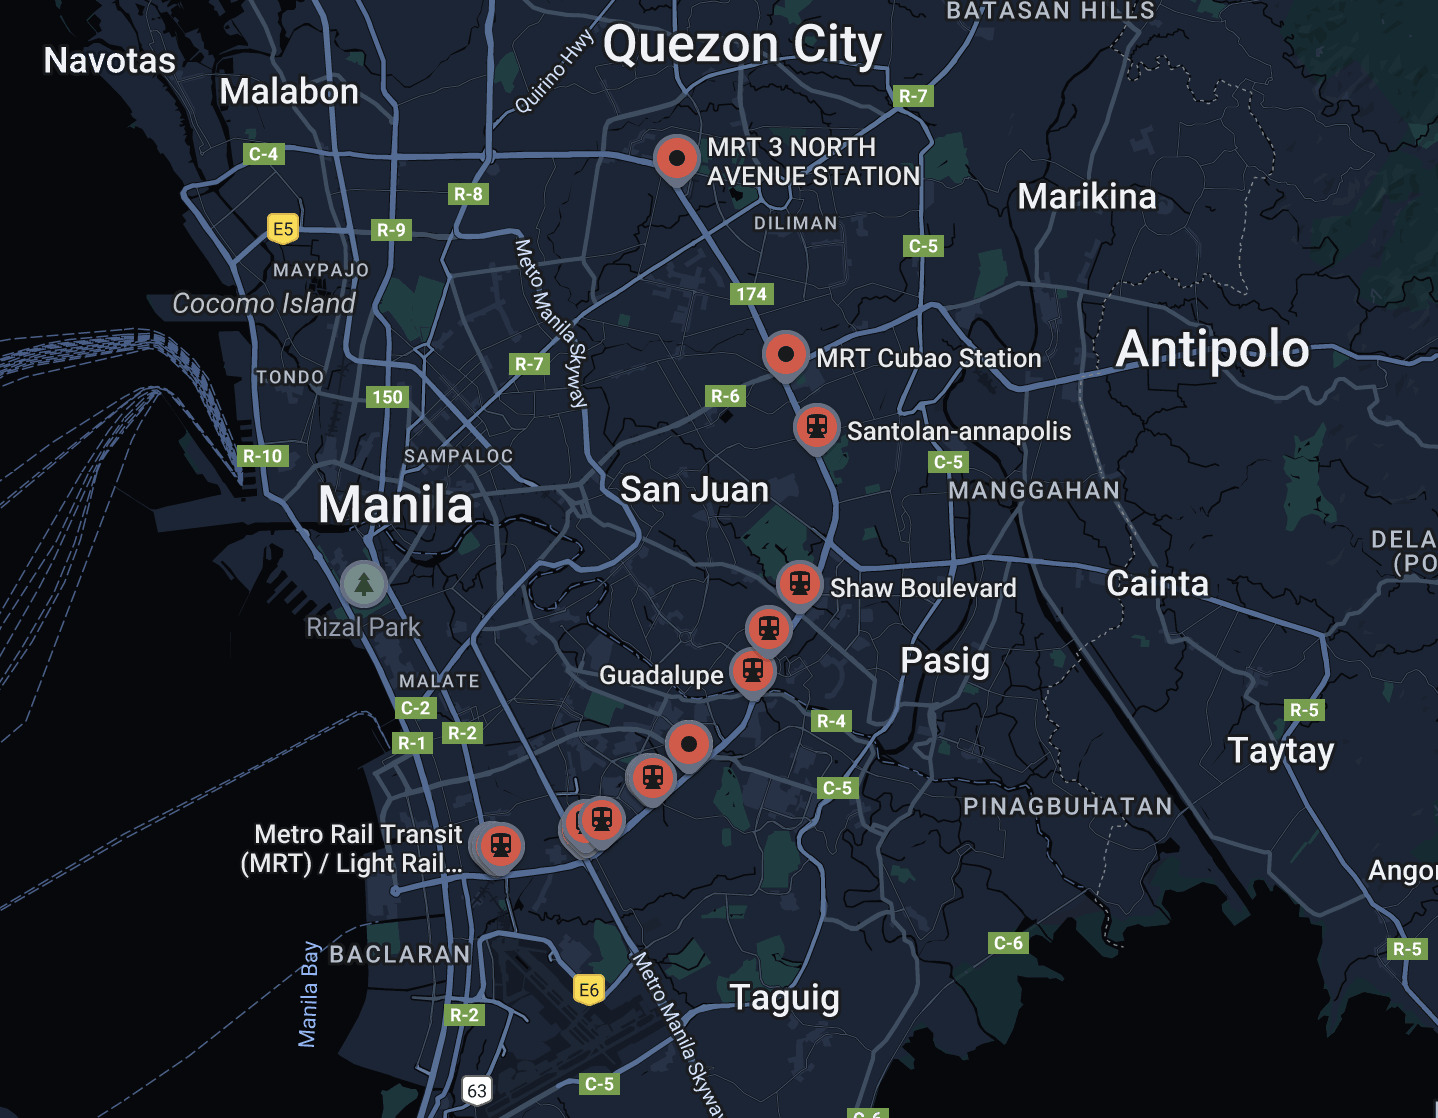 BATASAN HILLS
Quezon City
Navotas
Malabon
Quirino Hwy
R-7
C-4
MRT 3 NORTH
AVENUE STATION
R-8
Marikina
E5
R-9
DILIMAN
C-5
MAYPAJO
Cocomo Island
174
Metro Manila Skyway
Antipolo
MRT Cubao Station
R-7
TONDO
150
R-6
Santolan-annapolis
R-10
SAMPALOC
C-5
San Juan
MANGGAHAN
Manila
DELA
(PO
Shaw Boulevard
Cainta
Rizal Park
Guadalupe
Pasig
MALATE
C-2
R-1
R-2
R-4
R-5
Taytay
C-5
PINAGBUHATAN
Metro Rail Transit
(MRT) / Light Rail...
Ango
BACLARAN
C-6
R-5
Manila Bay
E6
Metro Manila Skyway
Taguig
R-2
63
C-5
C-6